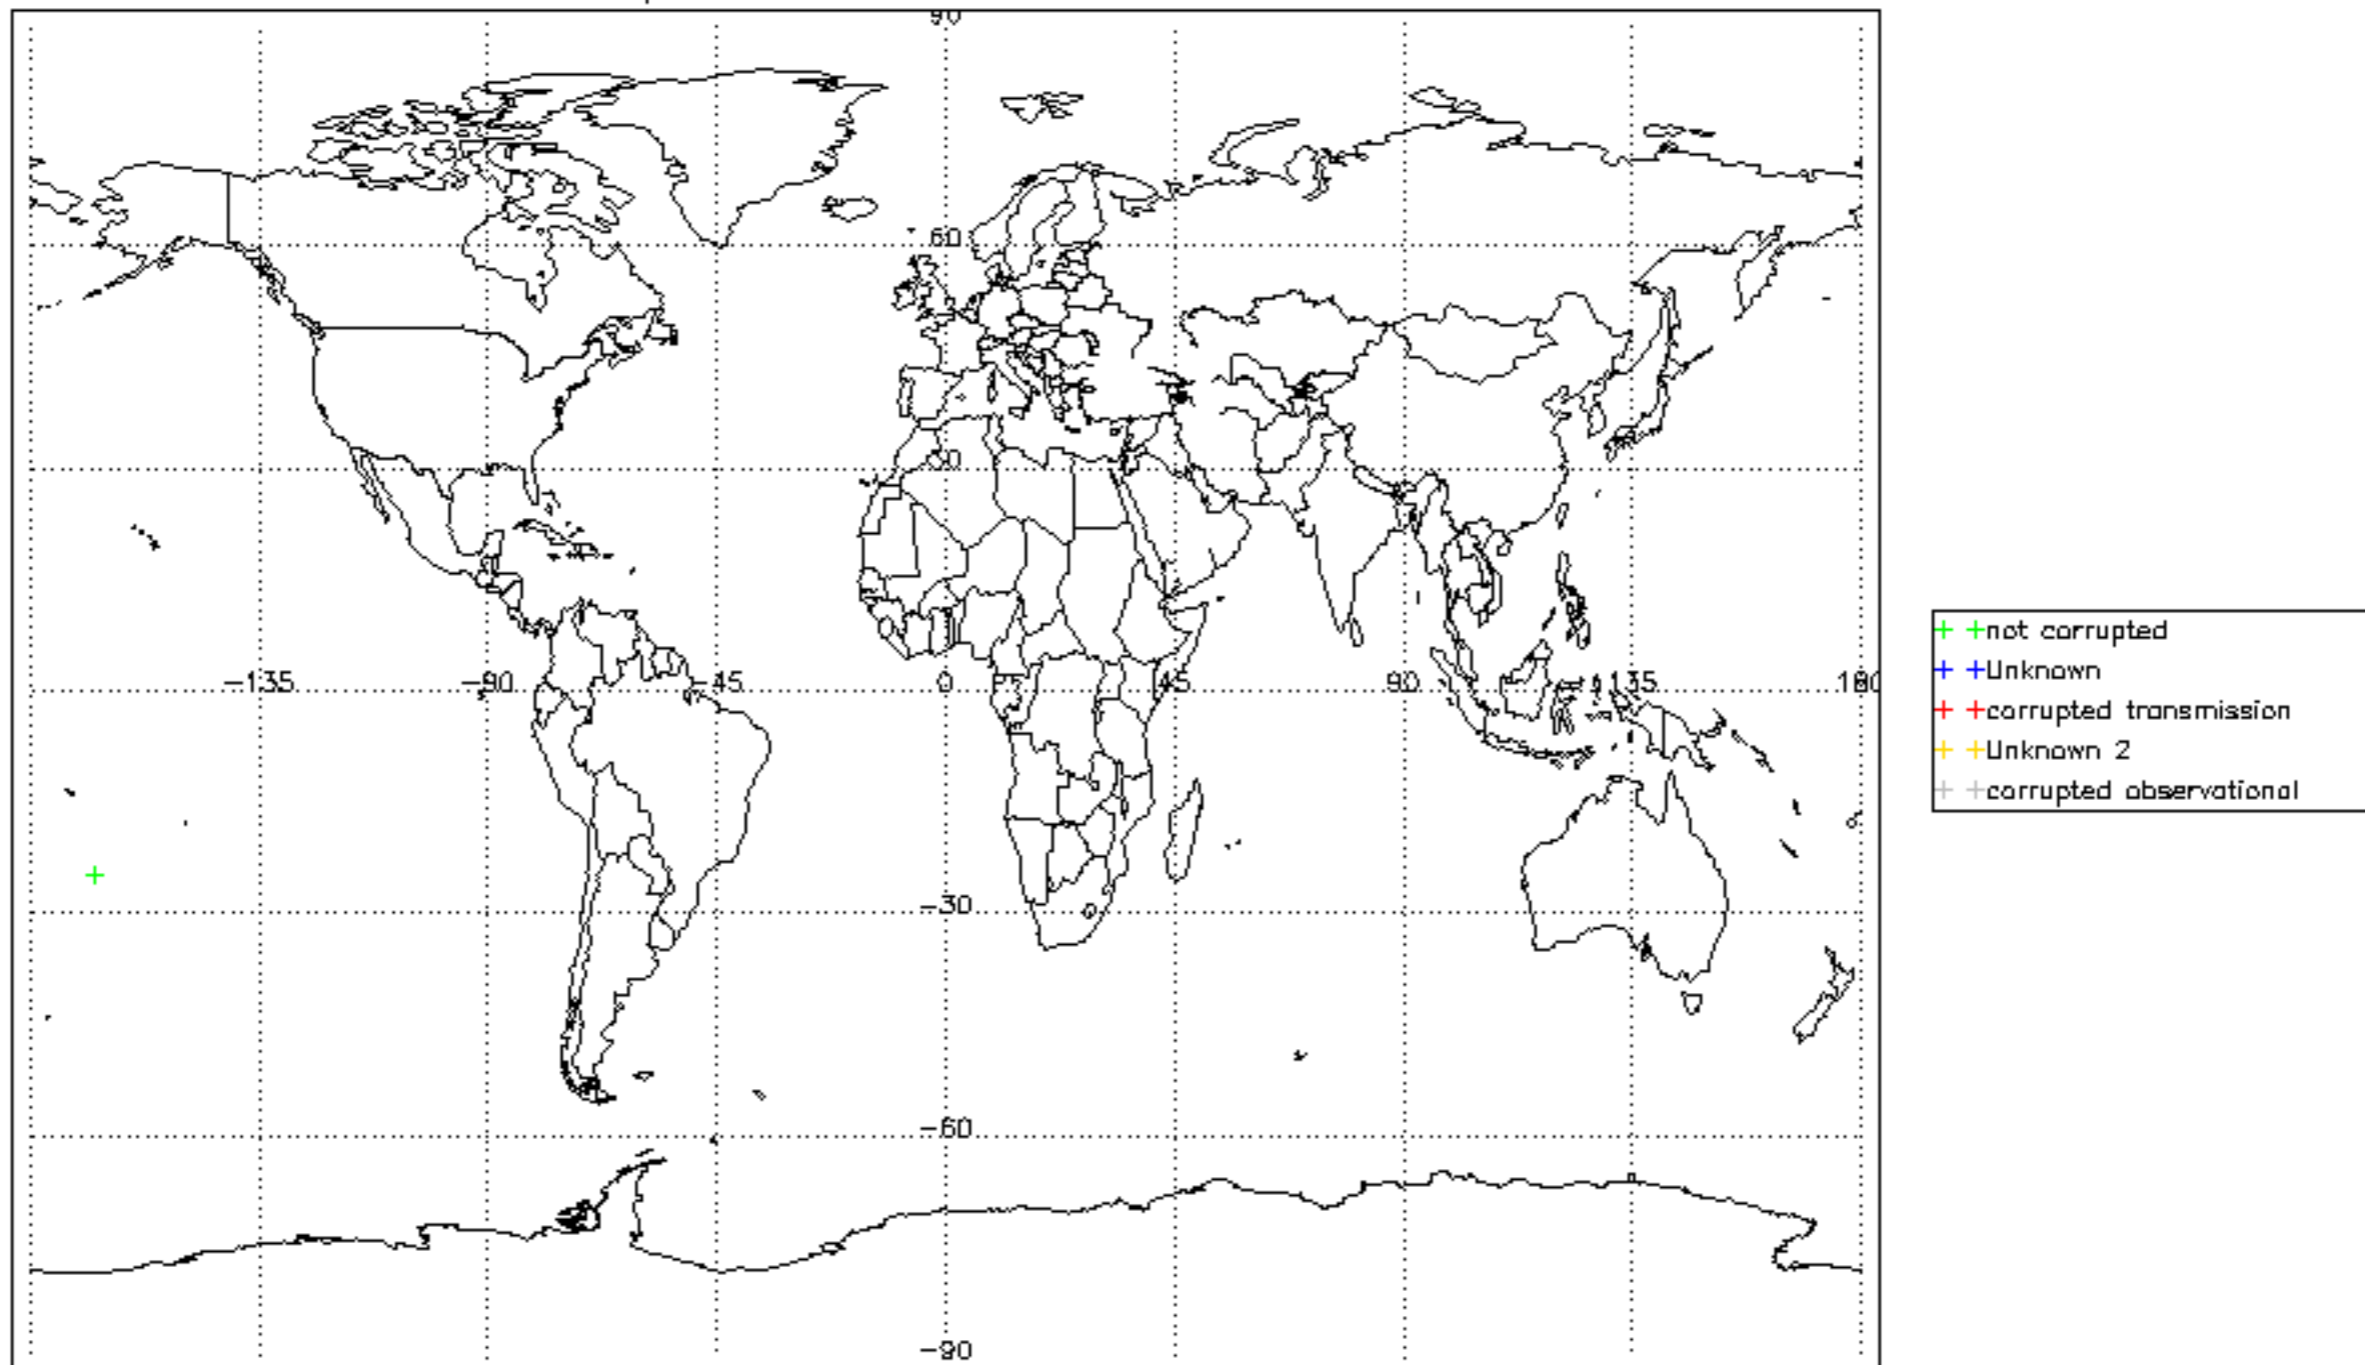 90
60
30
-135 -90 -45 0 45 90 135 180
-30
-60
-90
not corrupted
Unknown
corrupted transmission
Unknown 2
corrupted observational